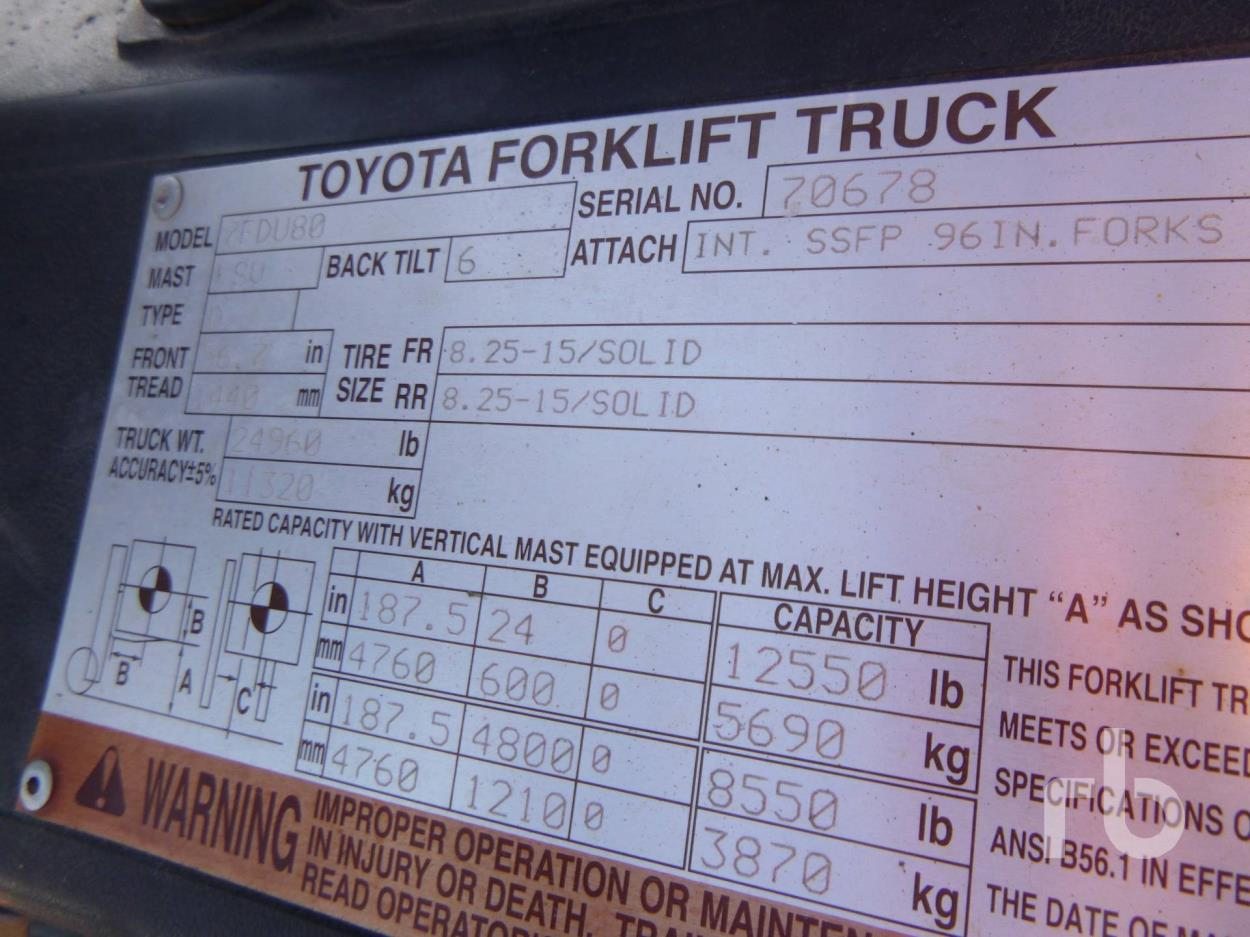 TOYOTA FORKLIFT TRUCK
MODEL 7FDU80 SERIAL NO. 70678
MAST FSV BACK TILT 6 ATTACH INT. SSFP 96IN. FORKS
TYPE D
FRONT TREAD in TIRE SIZE FR 8.25-15/SOLID
1440 mm RR 8.25-15/SOLID
TRUCK WT. 24960 lb
ACCURACY±5% 11320 kg
RATED CAPACITY WITH VERTICAL MAST EQUIPPED AT MAX. LIFT HEIGHT "A" AS
A B C CAPACITY
in 187.5 24 0 12550 lb
mm 4760 600 0 5690 kg
in 187.5 4800 0 8550 lb
mm 4760 1210 0 3870 kg
B B A C
THIS FORKLIFT
MEETS OR EXCEED
SPECIFICATIONS
ANSI B56.1 IN
THE DATE OF
WARNING
IMPROPER OPERATION OR
IN INJURY OR DEATH.
READ
rb